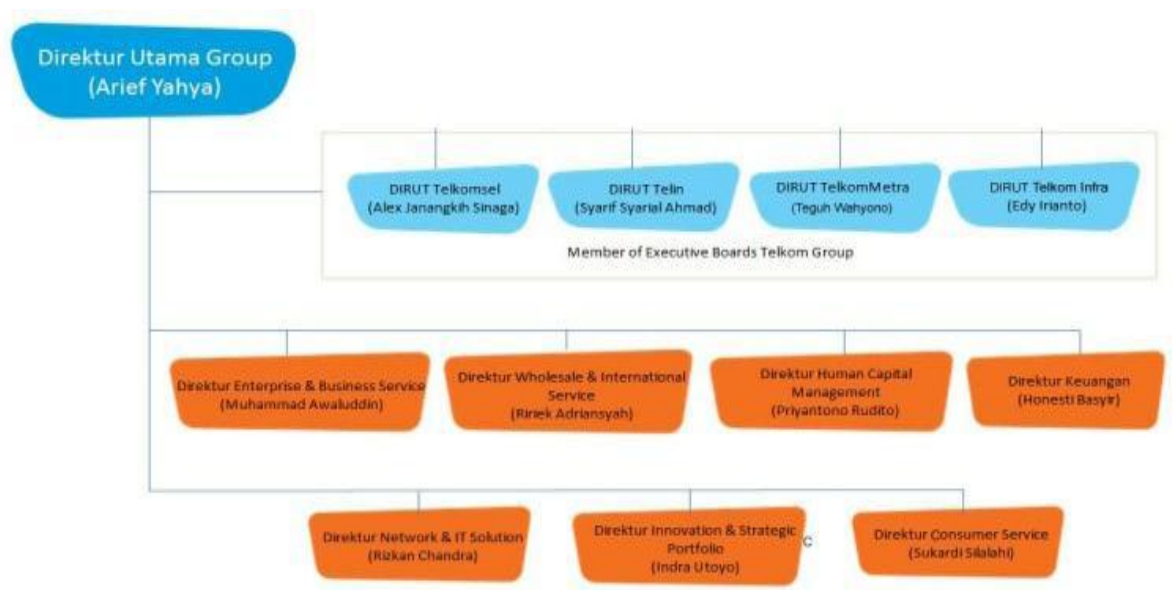 Direktur Utama Group
(Arief Yahya)
DIRUT Telkomsel
(Alex Janangkih Sinaga)
DIRUT Telin
(Syarif Syarial Ahmad)
DIRUT TelkomMetra
(Teguh Wahyono)
DIRUT Telkom Infra
(Edy Irianto)
Member of Executive Boards Telkom Group
Direktur Enterprise & Business Service
(Muhammad Awaluddin)
Direktur Wholesale & International
Service
(Ririek Adriansyah)
Direktur Human Capital
Management
(Priyantono Rudito)
Direktur Keuangan
(Honesti Basyir)
Direktur Network & IT Solution
(Rizkan Chandra)
Direktur Innovation & Strategic
Portfolio
(Indra Utoyo)
C
Direktur Consumer Service
(Sukardi Silalahi)